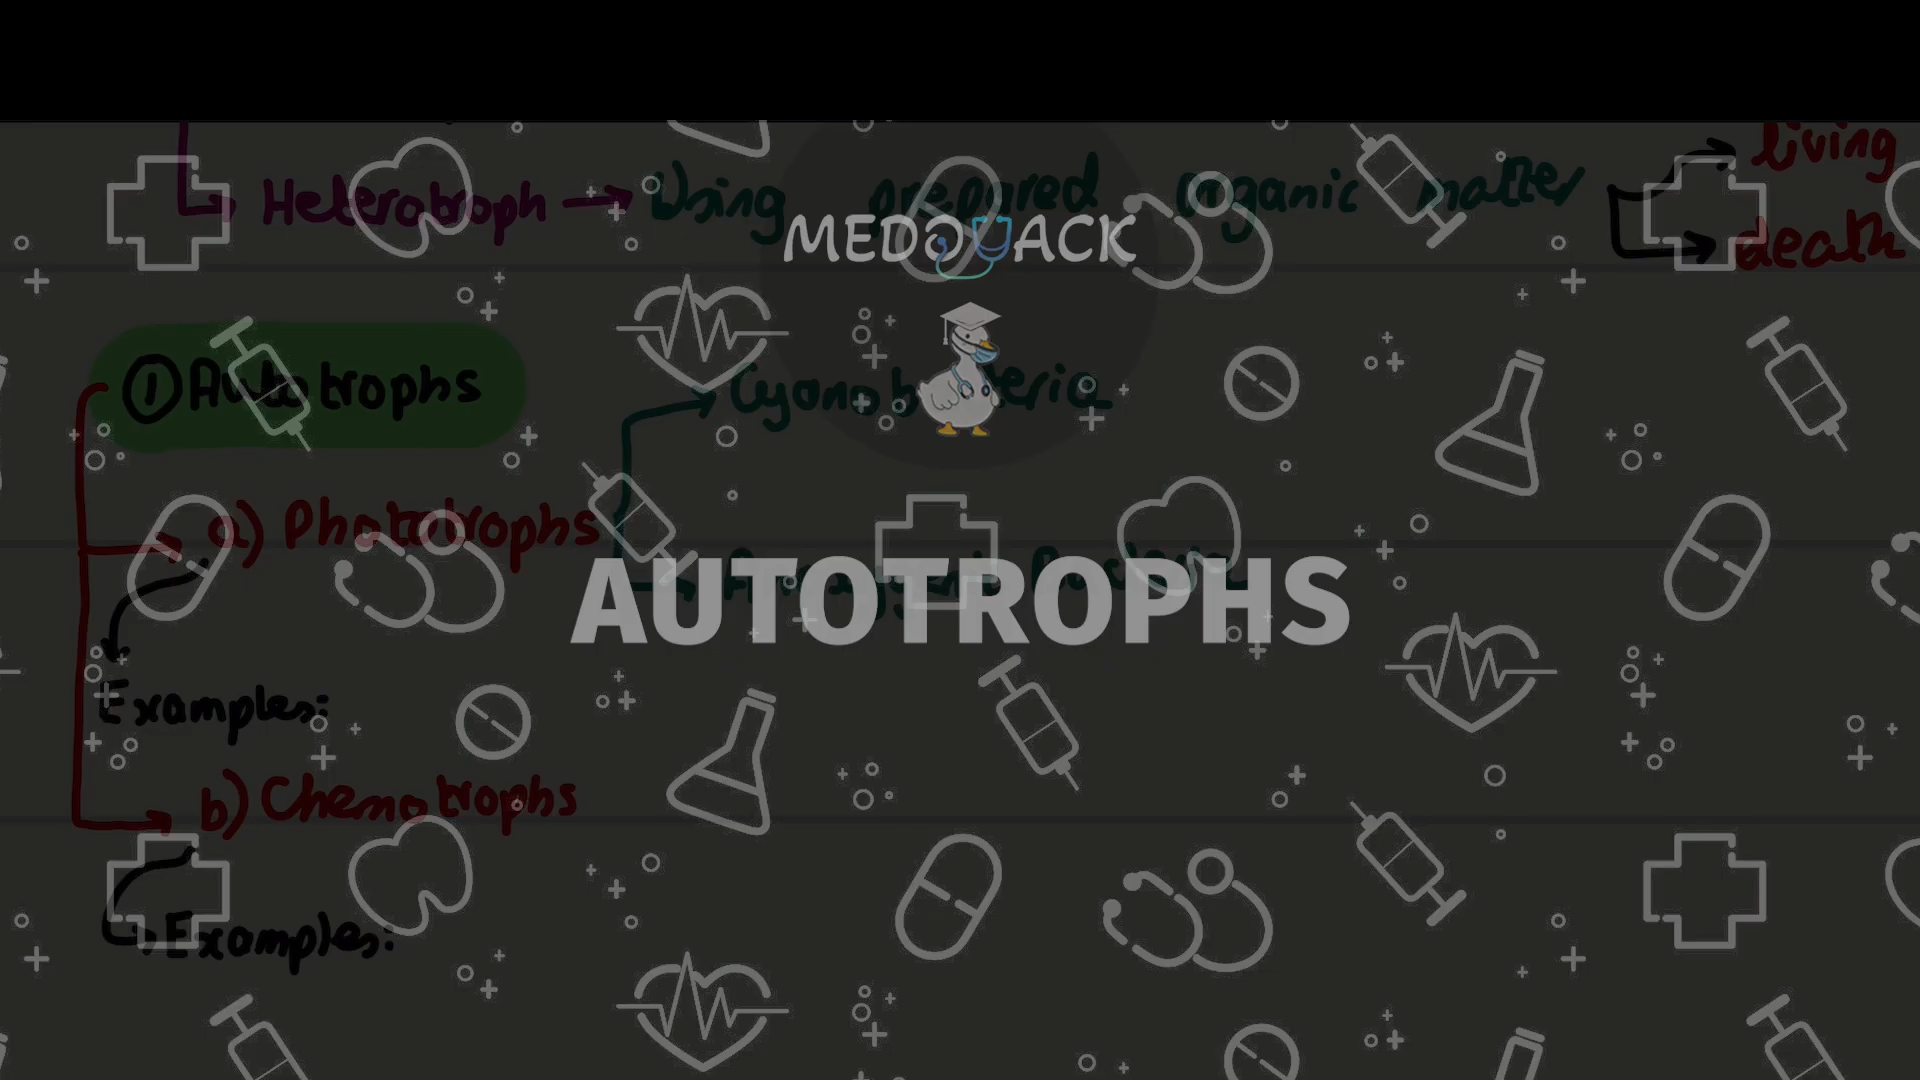 living
Heterotroph → Using prepared organic matter
death
MEDQUACK
① Autotrophs
Cyanobacteria
a) Phototrophs
AUTOTROPHS
Examples:
b) Chemotrophs
Examples: